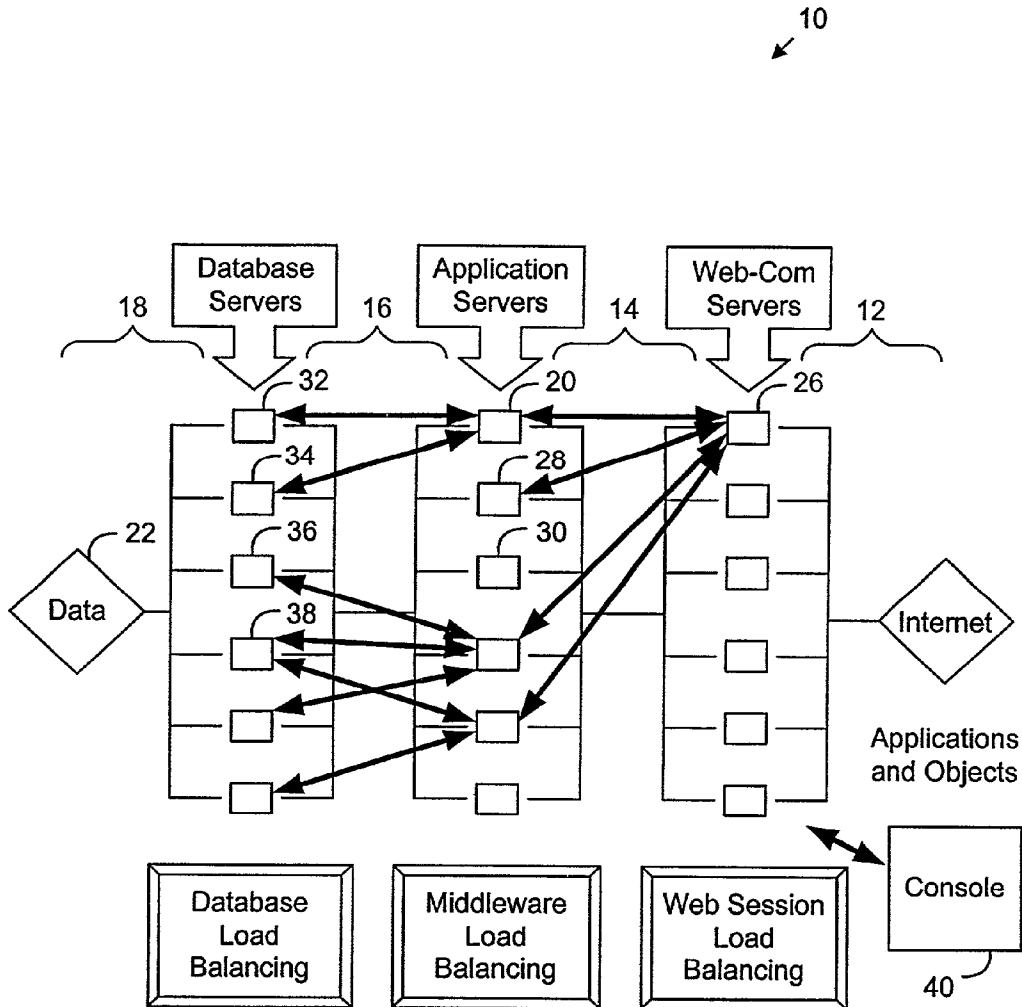 10
Database
Servers
Application
Servers
Web-Com
Servers
18
16
14
12
32
20
26
34
28
36
30
22
38
Data
Internet
Applications
and Objects
Database
Load
Balancing
Middleware
Load
Balancing
Web Session
Load
Balancing
Console
40